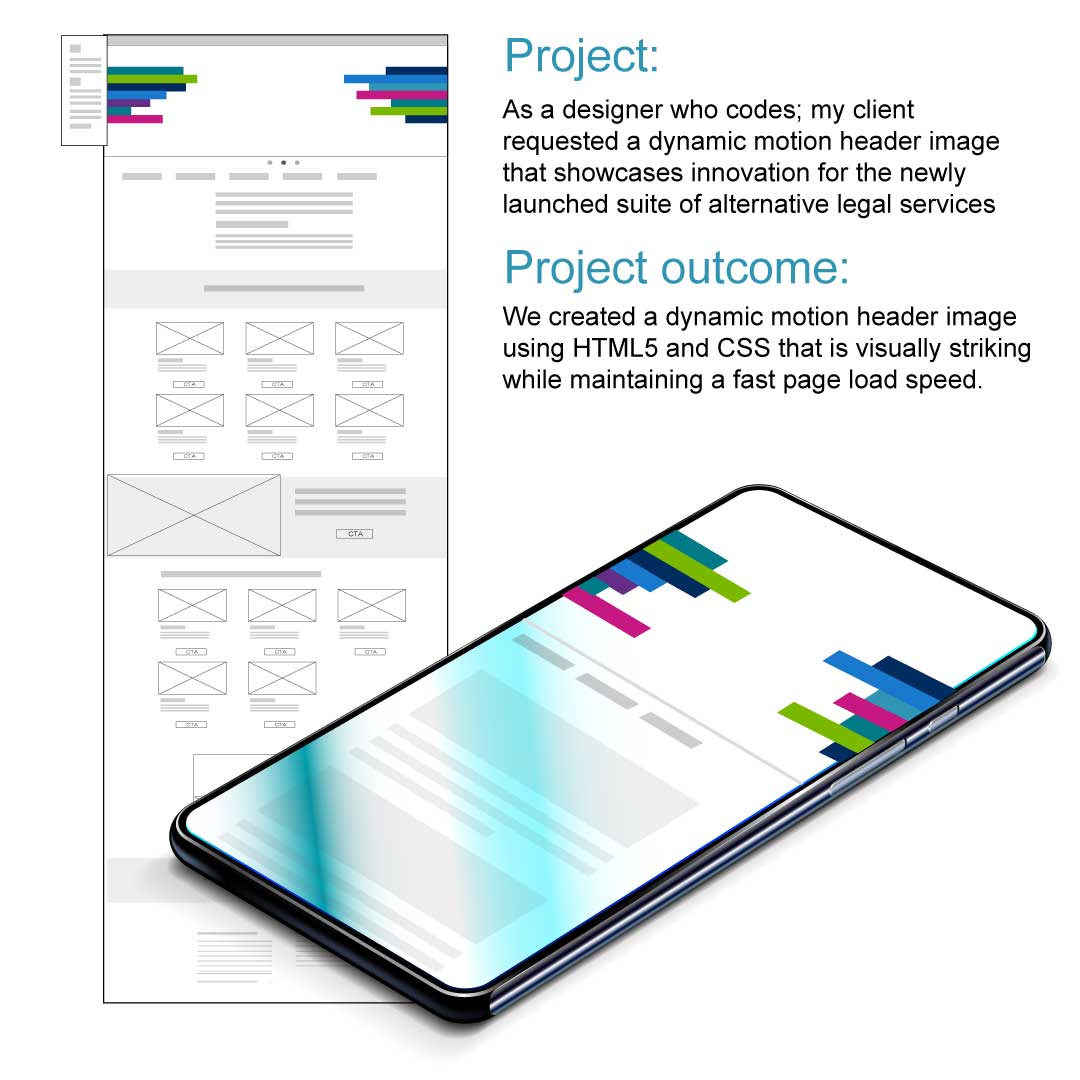 Project:
As a designer who codes; my client
requested a dynamic motion header image
that showcases innovation for the newly
launched suite of alternative legal services
Project outcome:
We created a dynamic motion header image
using HTML5 and CSS that is visually striking
while maintaining a fast page load speed.
CTA CTA CTA
CTA CTA CTA
CTA
CTA CTA CTA
CTA CTA